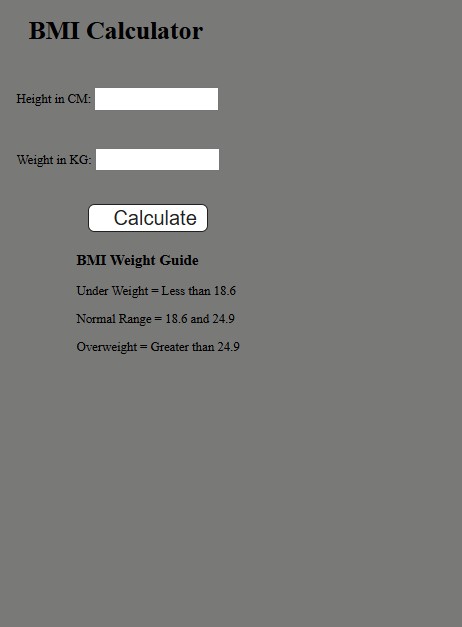 BMI Calculator
Height in CM:
Weight in KG:
Calculate
BMI Weight Guide
Under Weight = Less than 18.6
Normal Range = 18.6 and 24.9
Overweight = Greater than 24.9